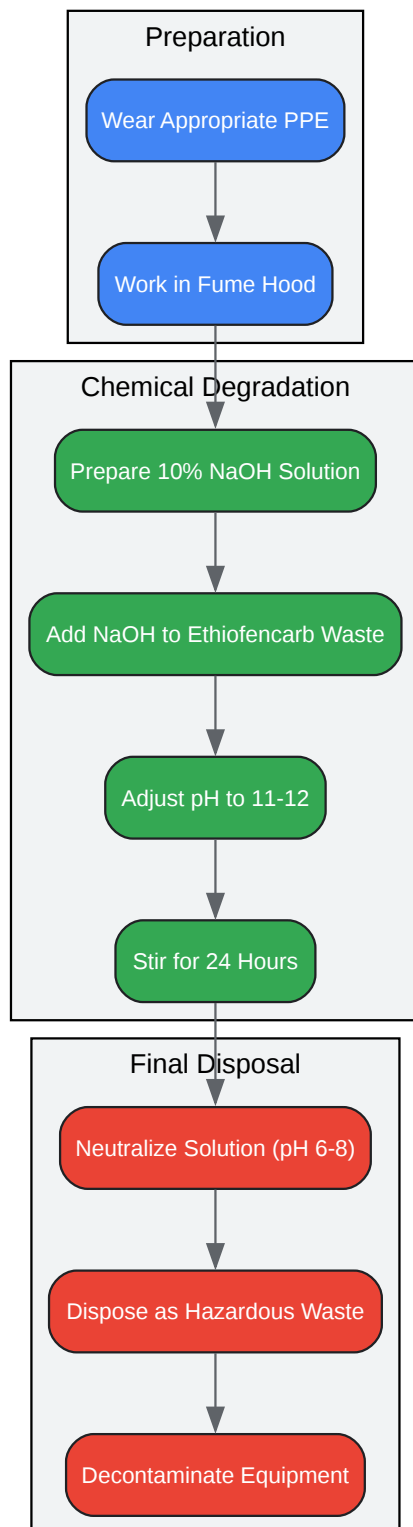 Preparation
Wear Appropriate PPE
Work in Fume Hood
Chemical Degradation
Prepare 10% NaOH Solution
Add NaOH to Ethiofencarb Waste
Adjust pH to 11-12
Stir for 24 Hours
Final Disposal
Neutralize Solution (pH 6-8)
Dispose as Hazardous Waste
Decontaminate Equipment